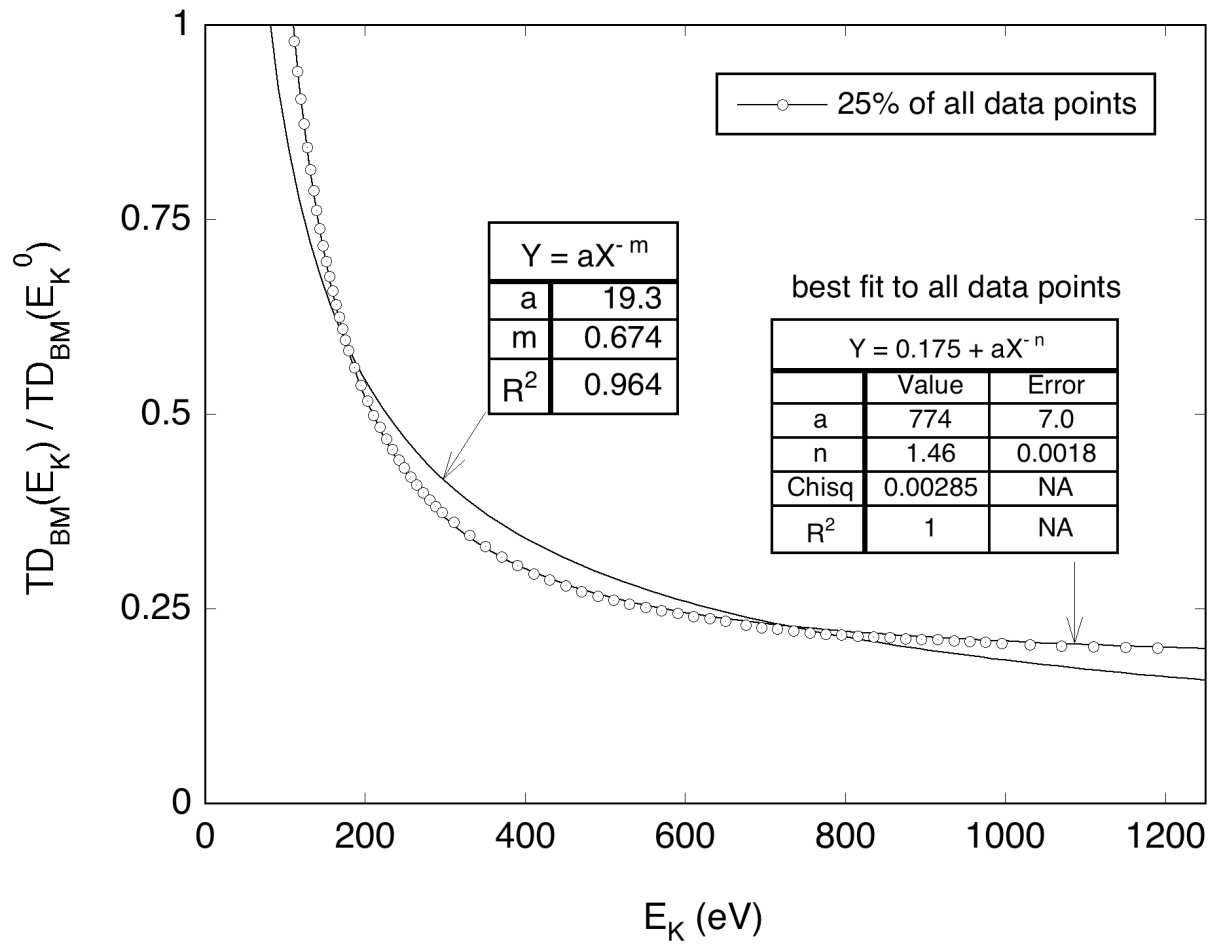 1
0.75
0.5
0.25
0
0 200 400 600 800 1000 1200
TD_BM(E_K) / TD_BM(E_K^0)
E_K (eV)
25% of all data points
Y = aX^-m
a 19.3
m 0.674
R² 0.964
best fit to all data points
Y = 0.175 + aX^-n
Value Error
a 774 7.0
n 1.46 0.0018
Chisq 0.00285 NA
R² 1 NA